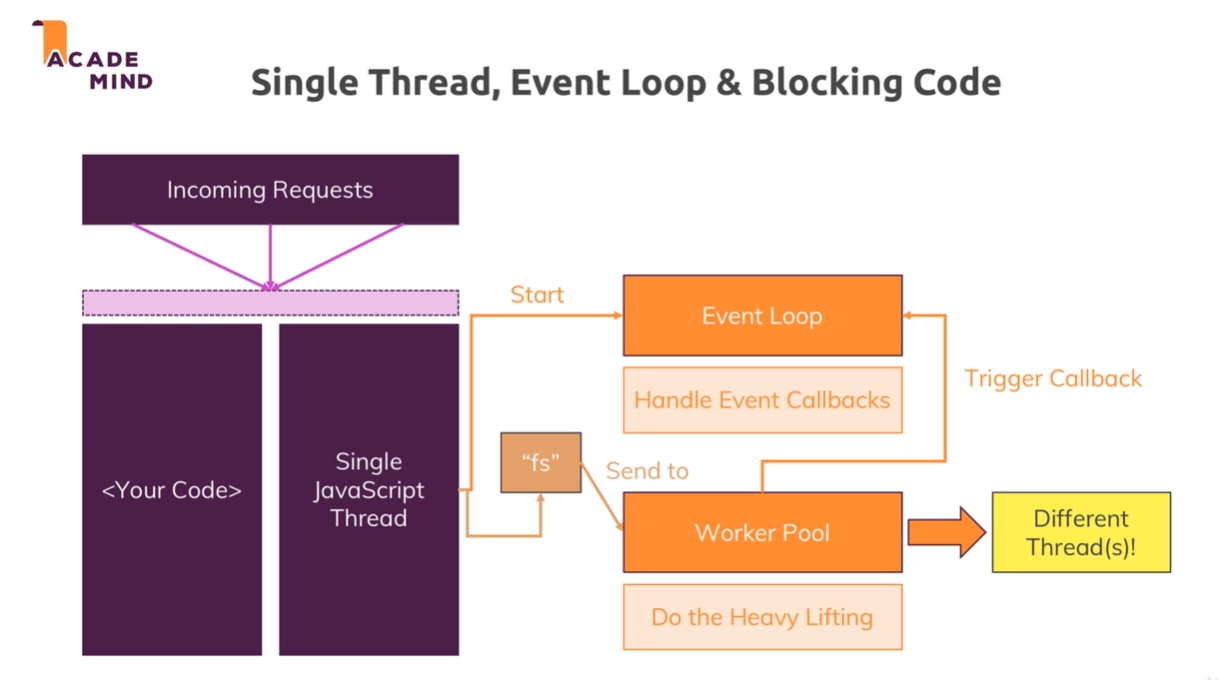 ACADE
MIND
Single Thread, Event Loop & Blocking Code
Incoming Requests
<Your Code>
Single
JavaScript
Thread
Start
Event Loop
Handle Event Callbacks
Trigger Callback
“fs”
Send to
Worker Pool
Different
Thread(s)!
Do the Heavy Lifting